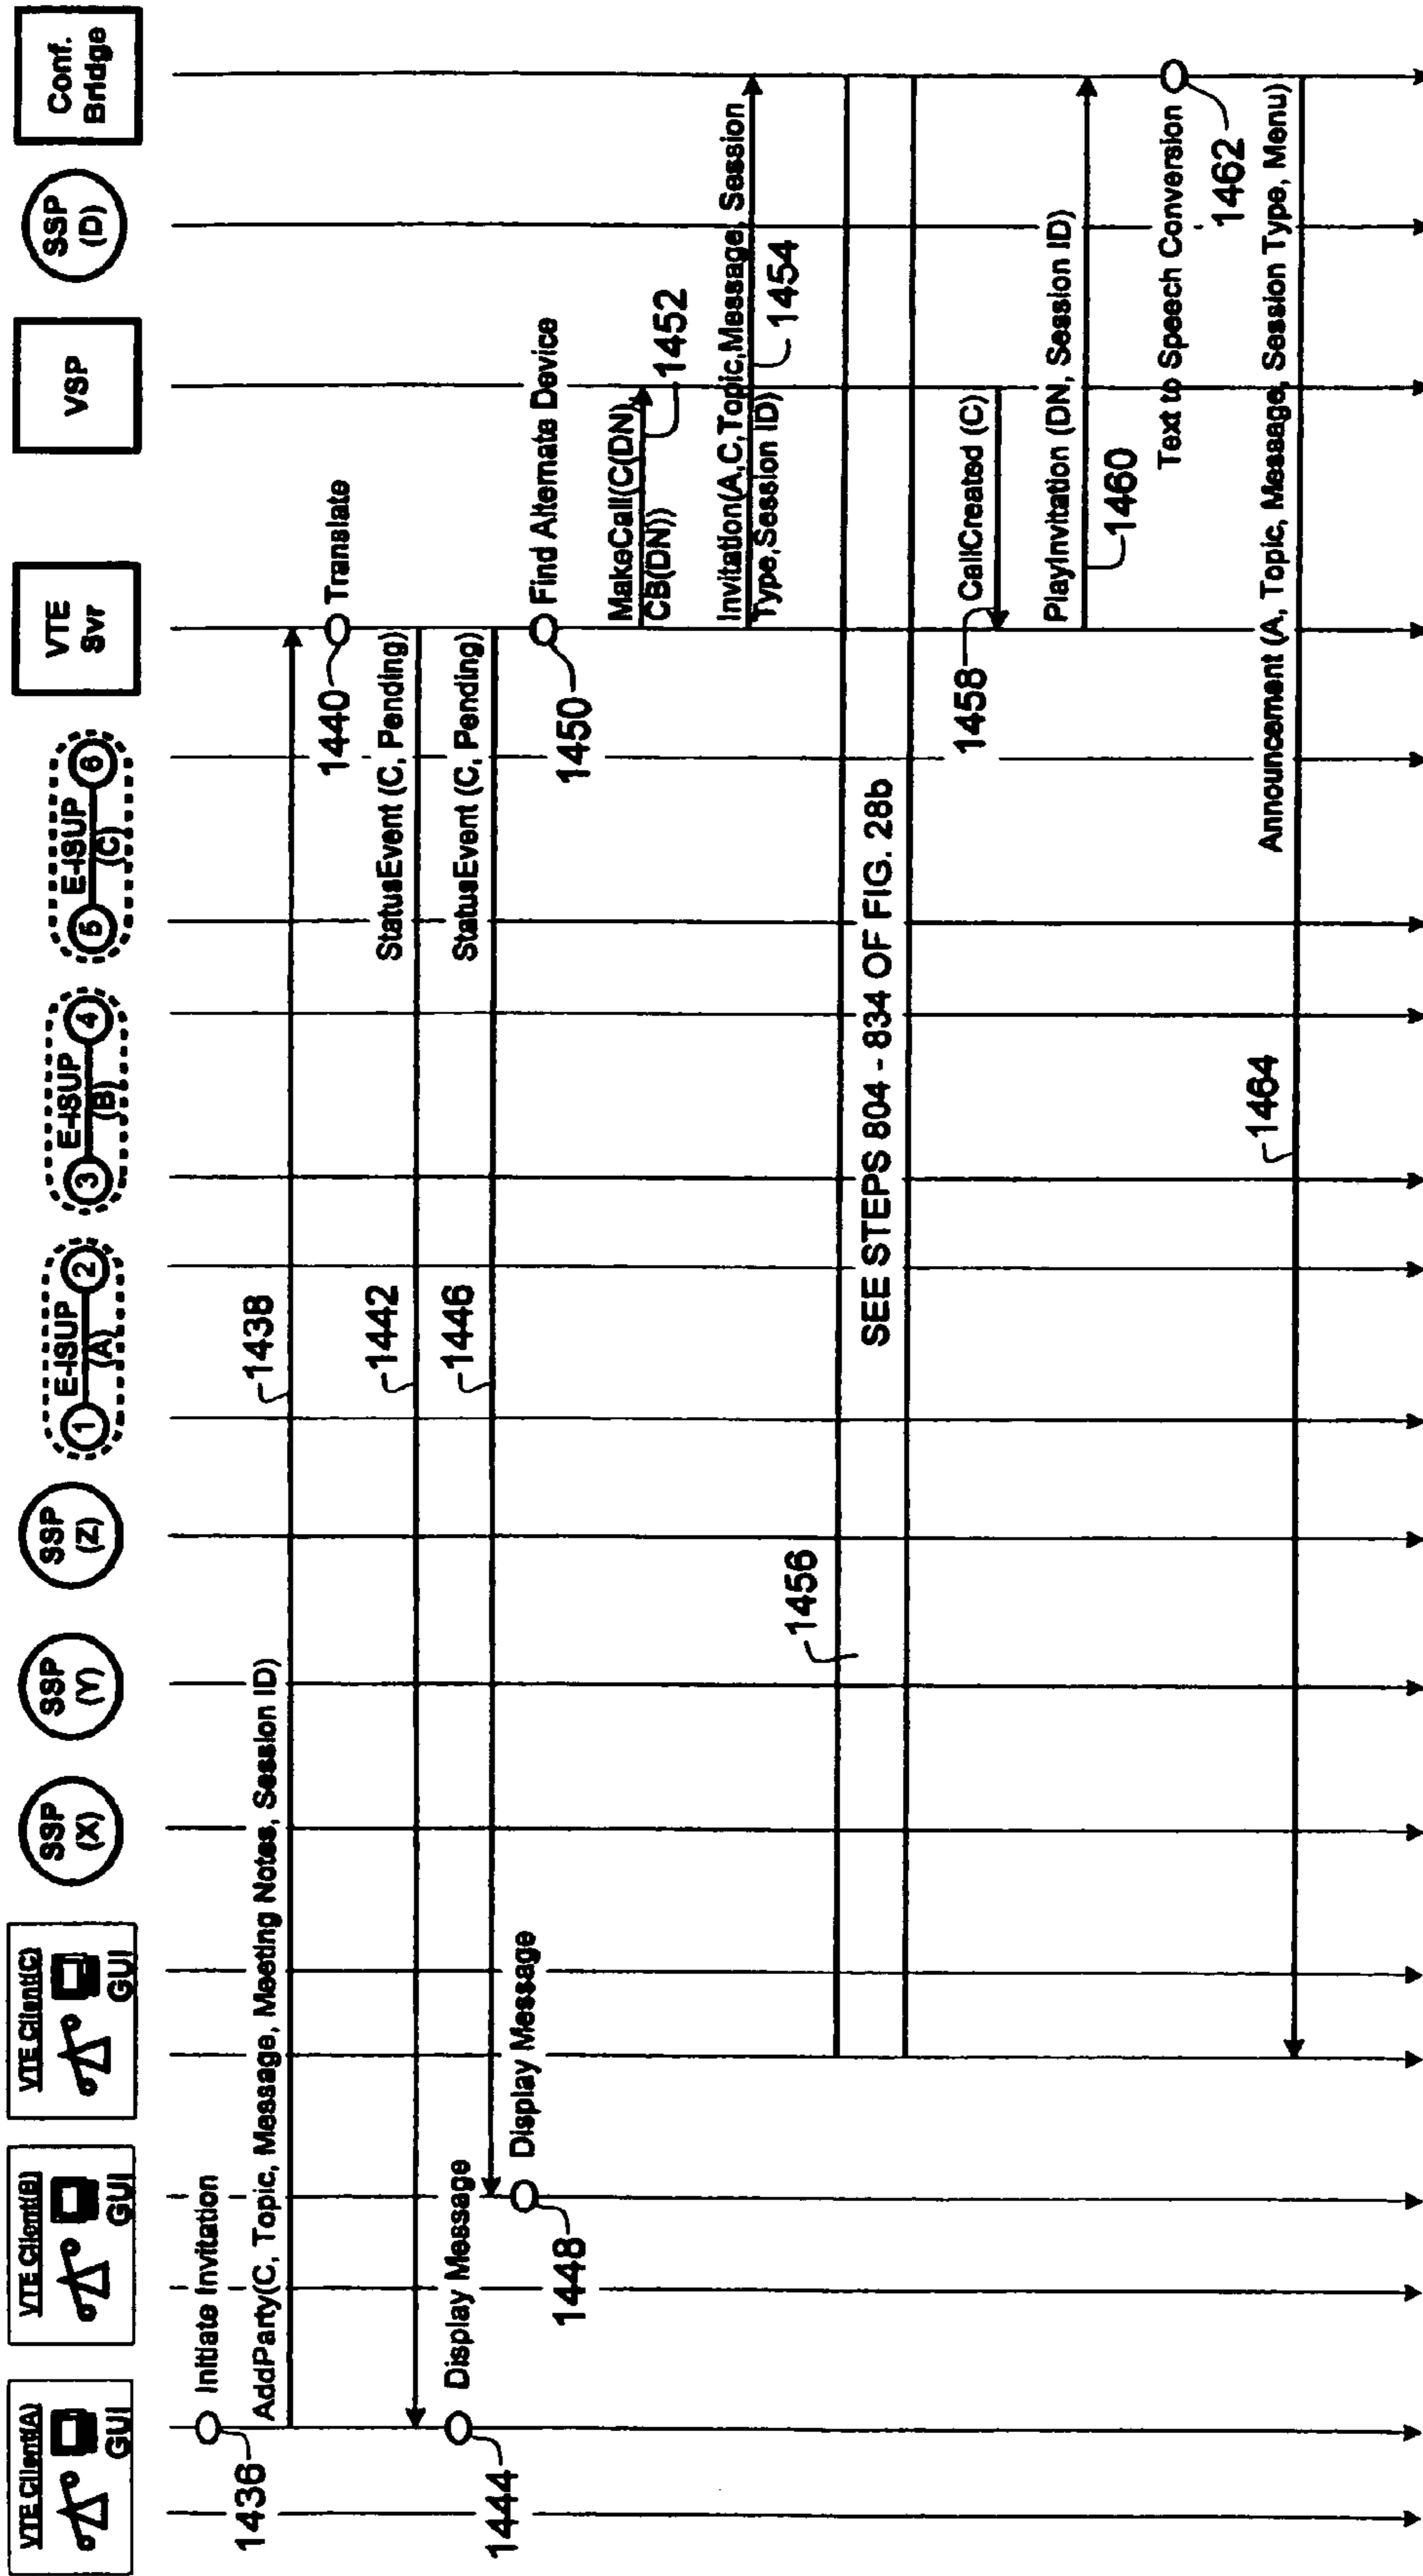 VTE Client(A)
GUI
VTE Client(B)
GUI
VTE Client(C)
GUI
SSP
(X)
SSP
(Y)
SSP
(Z)
E-ISUP
1
2
(A)
E-ISUP
3
4
(B)
E-ISUP
5
6
(C)
VTE
Svr
VSP
SSP
(D)
Conf.
Bridge
Initiate Invitation
1436
AddParty(C, Topic, Message, Meeting Notes, Session ID)
1438
Translate
1440
StatusEvent (C, Pending)
1442
Display Message
1444
StatusEvent (C, Pending)
1446
Display Message
1448
Find Alternate Device
1450
MakeCall(C(DN)
CB(DN))
1452
Invitation(A,C,Topic,Message, Session
Type,Session ID)
1454
1456
SEE STEPS 804 - 834 OF FIG. 28b
CallCreated (C)
1458
PlayInvitation (DN, Session ID)
1460
Text to Speech Conversion
1462
Announcement (A, Topic, Message, Session Type, Menu)
1464